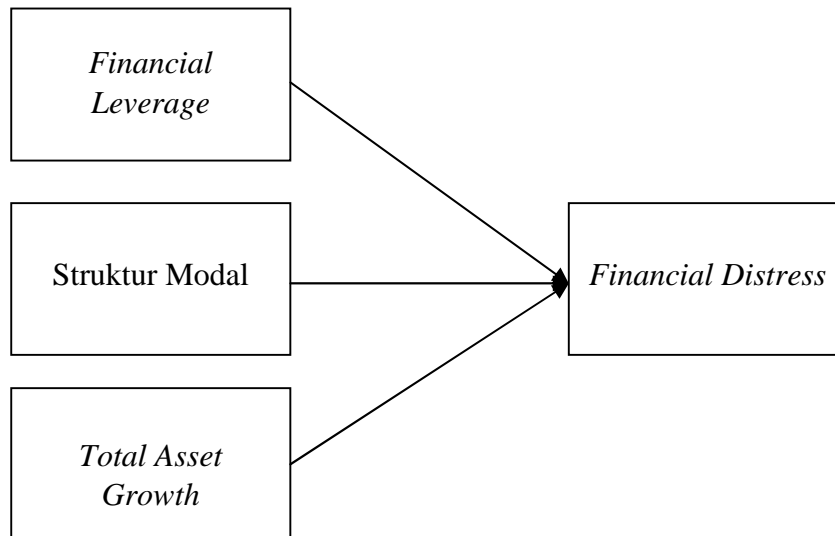 Financial
Leverage
Struktur Modal
Financial Distress
Total Asset
Growth